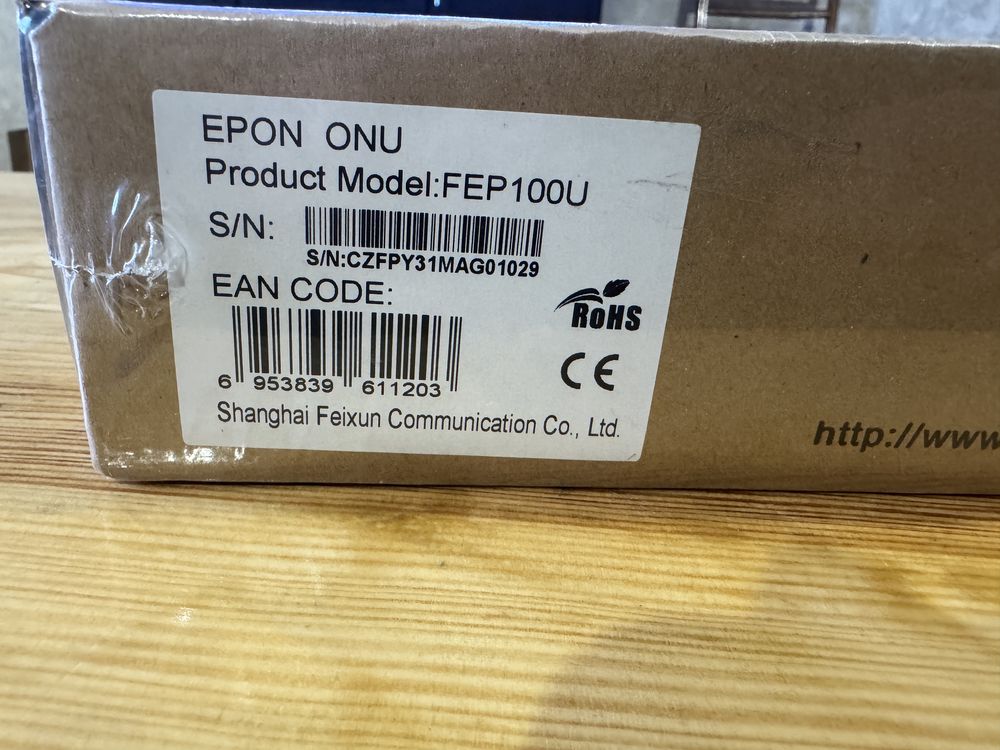 EPON ONU
Product Model:FEP100U
S/N:
S/N:CZFPY31MAG01029
EAN CODE:
6 953839 611203
RoHS
CE
Shanghai Feixun Communication Co., Ltd.
http://www